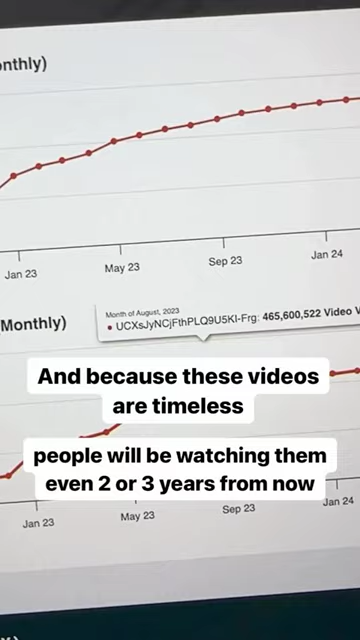 onthly)
Jan 23
May 23
Sep 23
Jan 24
Month of August, 2023
UCXsJyNCjFthPLQ9U5KI-Frg: 465,600,522 Video V
Monthly)
And because these videos
are timeless
people will be watching them
even 2 or 3 years from now
Jan 23
May 23
Sep 23
Jan 24